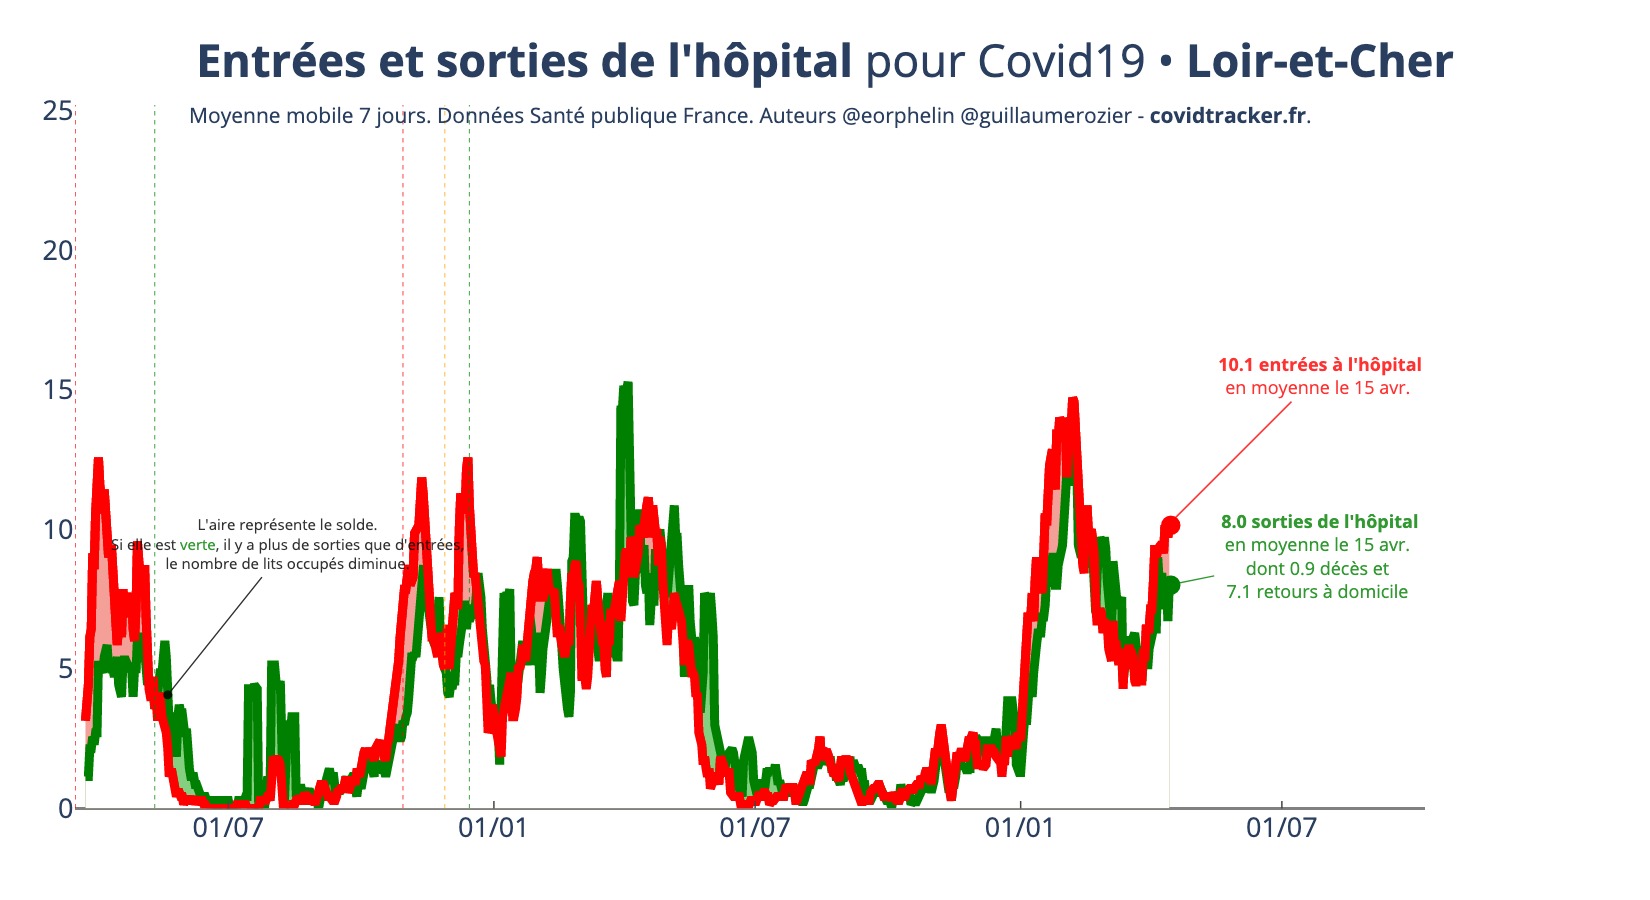 Entrées et sorties de l'hôpital pour Covid19 • Loir-et-Cher
Moyenne mobile 7 jours. Données Santé publique France. Auteurs @eorphelin @guillaumerozier - covidtracker.fr.
25
20
15
10
5
0
10.1 entrées à l'hôpital
en moyenne le 15 avr.
8.0 sorties de l'hôpital
en moyenne le 15 avr.
dont 0.9 décès et
7.1 retours à domicile
L'aire représente le solde.
Si elle est verte, il y a plus de sorties que d'entrées,
le nombre de lits occupés diminue.
01/07
01/01
01/07
01/01
01/07